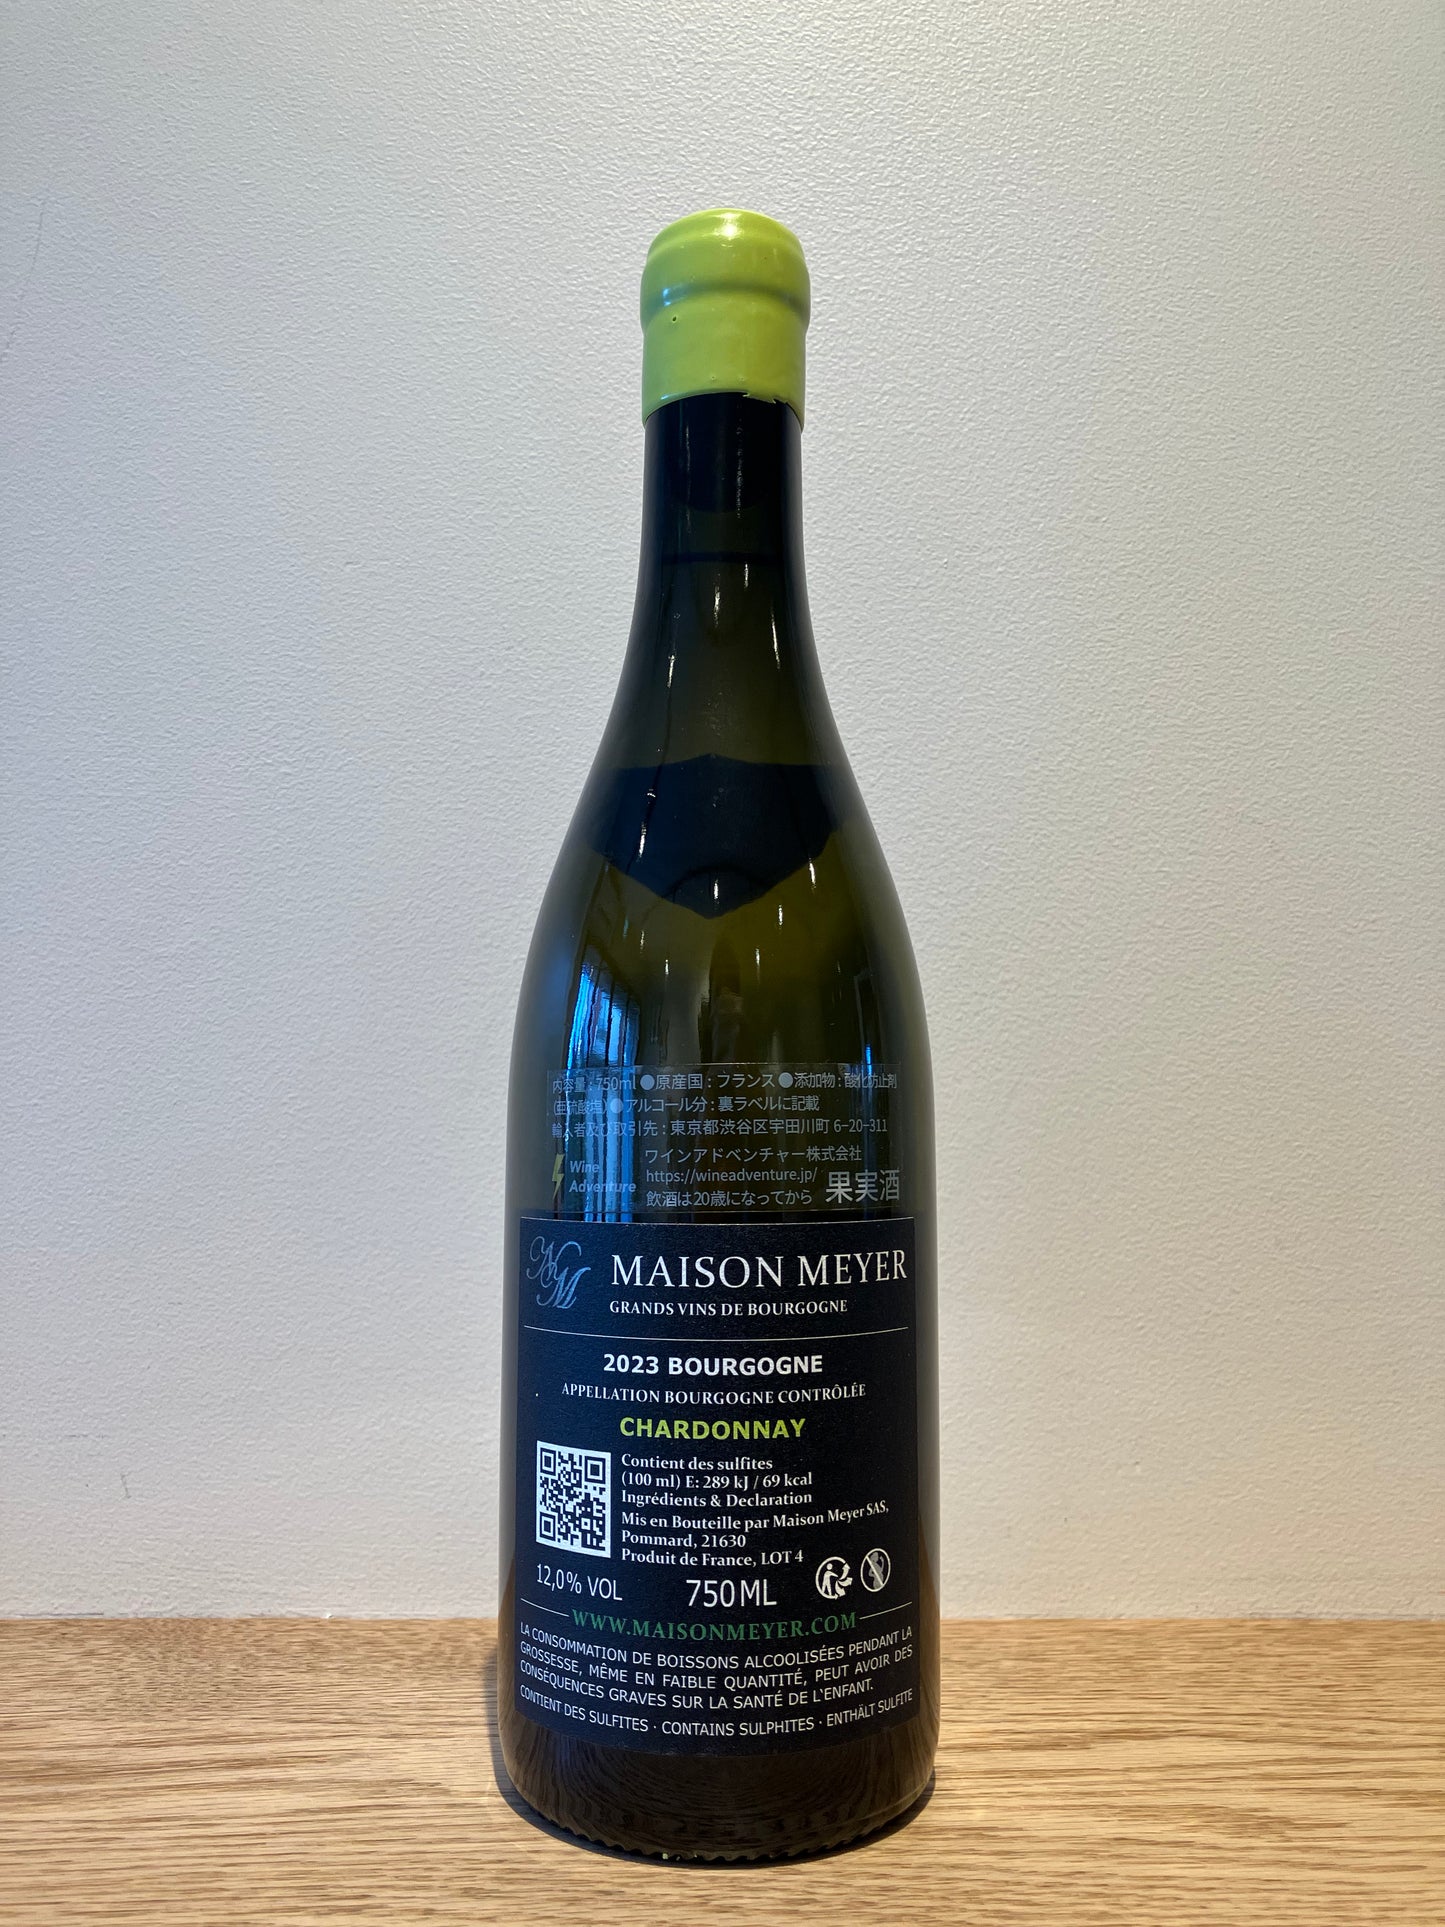 内容量 : 750ml ●原産国 : フランス ●添加物 : 酸化防止剤
(亜硫酸塩) ●アルコール分 : 裏ラベルに記載
輸入者及び取引先 : 東京都渋谷区宇田川町 6-20-311
ワインアドベンチャー株式会社
Wine
Adventure
https://wineadventure.jp/
飲酒は20歳になってから 果実酒
MM MAISON MEYER
GRANDS VINS DE BOURGOGNE
2023 BOURGOGNE
APPELLATION BOURGOGNE CONTRÔLÉE
CHARDONNAY
Contient des sulfites
(100 ml) E: 289 kJ / 69 kcal
Ingrédients & Declaration
Mis en Bouteille par Maison Meyer SAS,
Pommard, 21630
Produit de France, LOT 4
12,0% VOL 750ML
WWW.MAISONMEYER.COM
LA CONSOMMATION DE BOISSONS ALCOOLISÉES PENDANT LA
GROSSESSE, MÊME EN FAIBLE QUANTITÉ, PEUT AVOIR DES
CONSÉQUENCES GRAVES SUR LA SANTÉ DE L'ENFANT.
CONTIENT DES SULFITES · CONTAINS SULPHITES · ENTHÄLT SULFITE